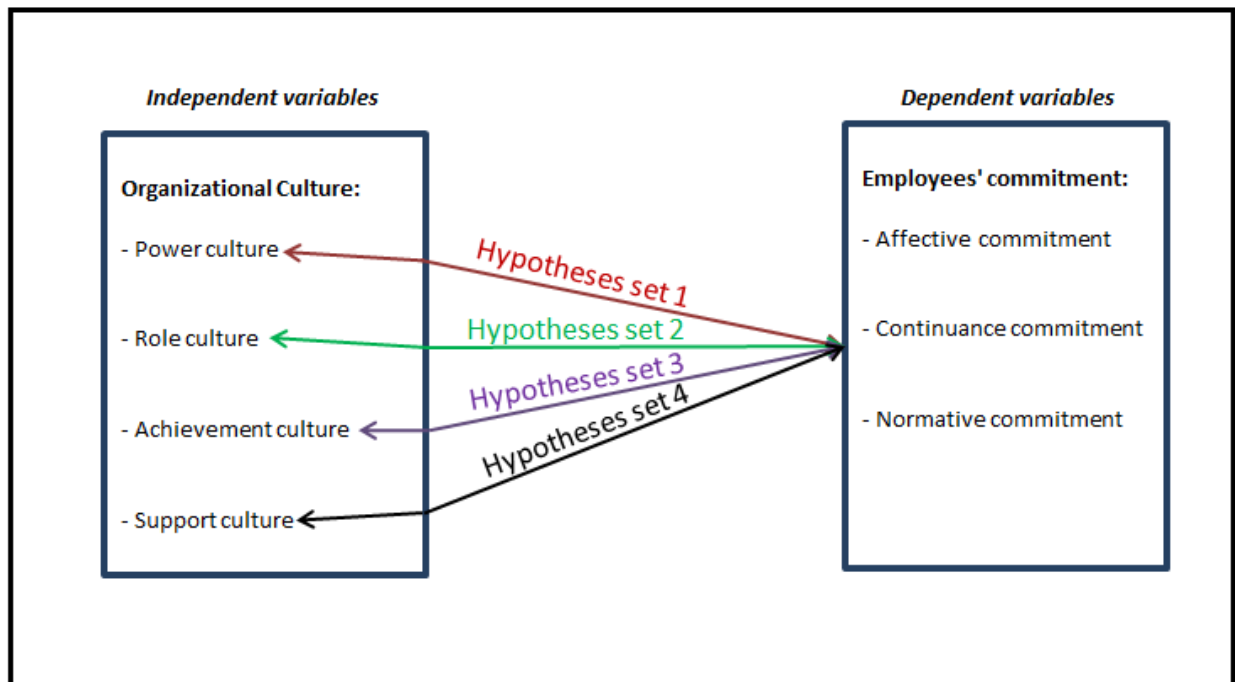 Independent variables
Organizational Culture:
- Power culture
- Role culture
- Achievement culture
- Support culture
Hypotheses set 1
Hypotheses set 2
Hypotheses set 3
Hypotheses set 4
Dependent variables
Employees' commitment:
- Affective commitment
- Continuance commitment
- Normative commitment